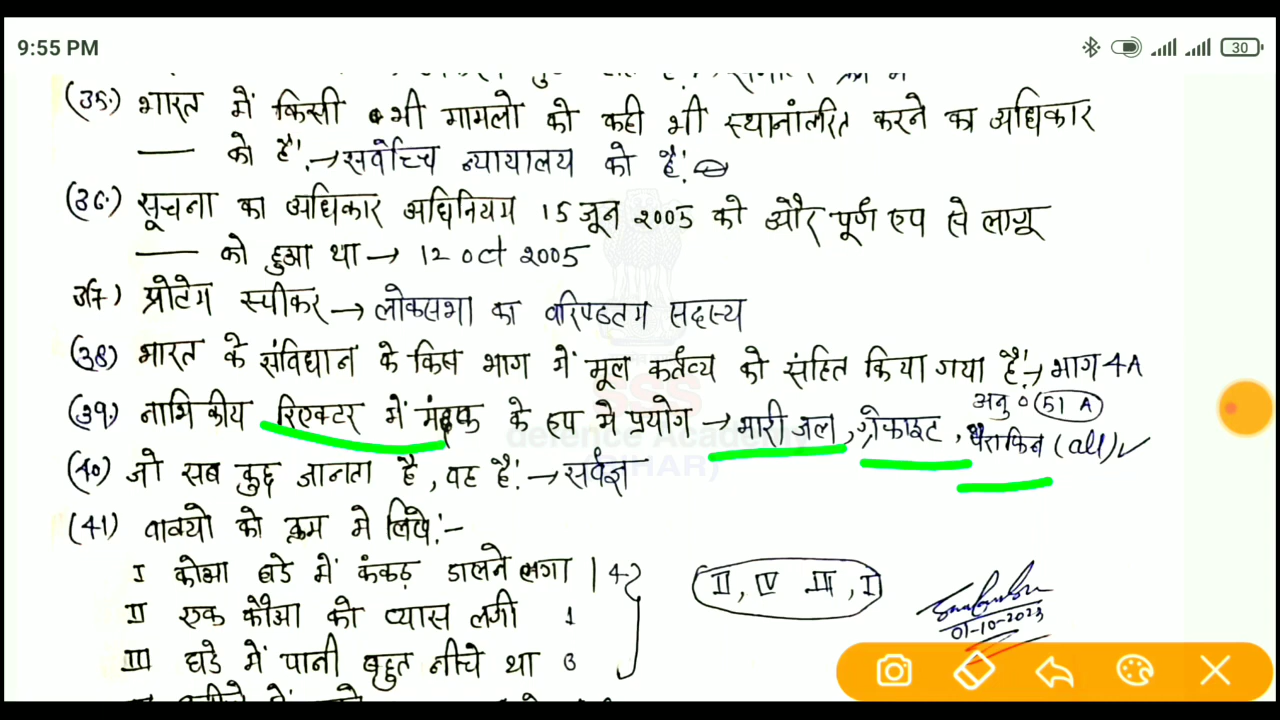 9:55 PM
30
(35.) भारत में किसी भी मामलो को कही भी स्थानांतरित करने का अधिकार
—— को हैं. → सर्वोच्च न्यायालय को हैं.
(36.) सूचना का अधिकार अधिनियम 15 जून 2005 को और पूर्ण रूप से लागू
—— को हुआ था → 12 oct 2005
37.) प्रोटेम स्पीकर → लोकसभा का वरिष्ठतम सदस्य
(38) भारत के संविधान के किस भाग में मूल कर्तव्य को संहित किया गया हैं. → भाग 4A
अनु० (51 A)
(39) नाभिकीय रिएक्टर में मंदक के रूप में प्रयोग → भारी जल, ग्रेफाइट, पैराफिन (all) ✓
defence Academy
(BIHAR)
(40) जो सब कुछ जानता है, वह है. → सर्वज्ञ
(41) वाक्यो को क्रम मे लिखे:-
I कौआ घडे में कंकड़ डालने लगा 4
II एक कौआ को प्यास लगी 1
III घडे में पानी बहुत नीचे था 3
II, IV III, I
01-10-2023